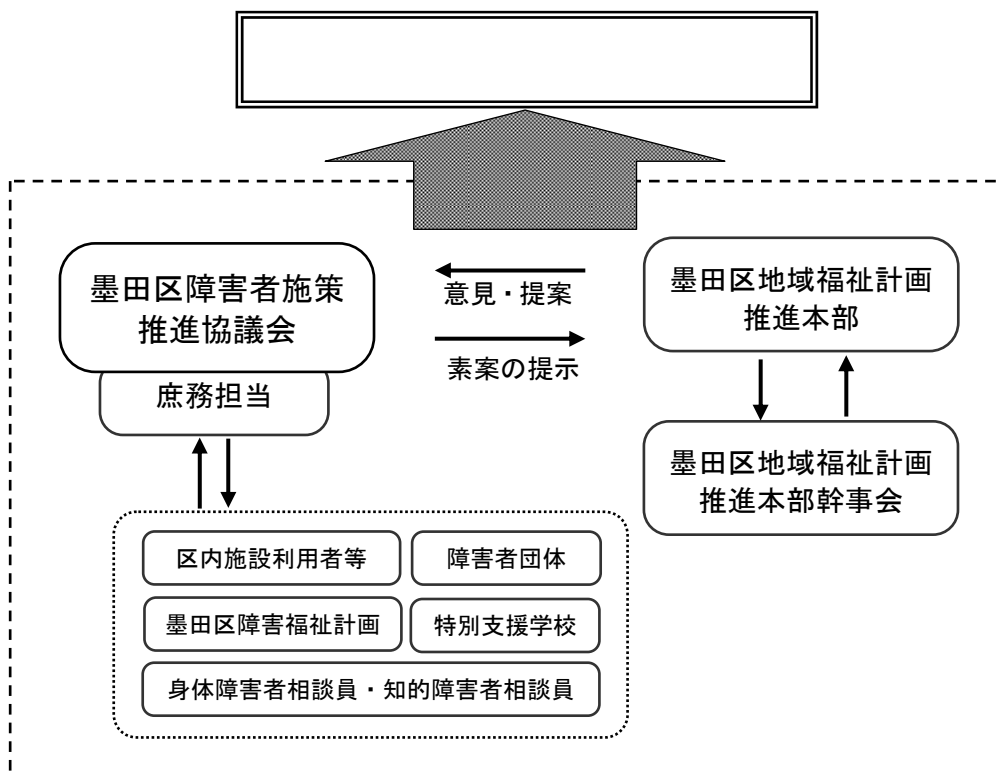 墨田区障害者施策
推進協議会
庶務担当
意見・提案
素案の提示
墨田区地域福祉計画
推進本部
墨田区地域福祉計画
推進本部幹事会
区内施設利用者等
障害者団体
墨田区障害福祉計画
特別支援学校
身体障害者相談員・知的障害者相談員